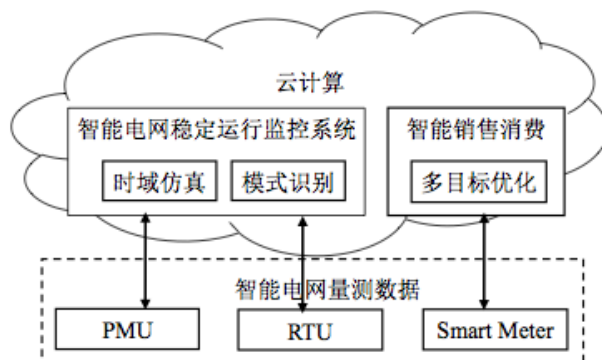 云计算
智能电网稳定运行监控系统
智能销售消费
时域仿真
模式识别
多目标优化
智能电网量测数据
PMU
RTU
Smart Meter